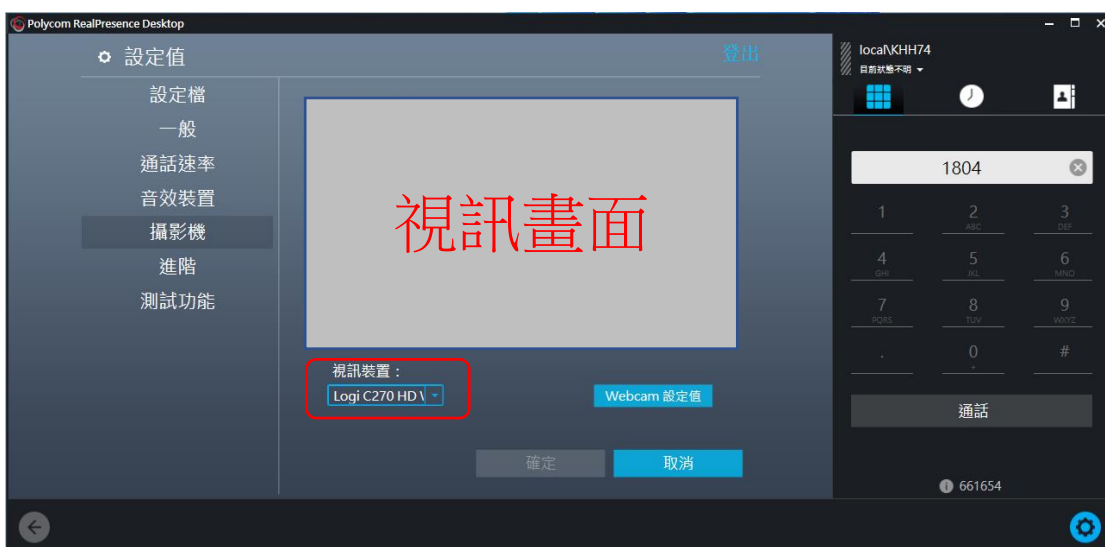 Polycom RealPresence Desktop
設定值
登出
設定檔
一般
通話速率
音效裝置
攝影機
進階
測試功能
視訊畫面
視訊裝置：
Logi C270 HD
Webcam 設定值
確定
取消
local\KHH74
目前狀態不明
1804
1
2
ABC
3
DEF
4
GHI
5
JKL
6
MNO
7
PQRS
8
TUV
9
WXYZ
.
0
+
#
通話
661654